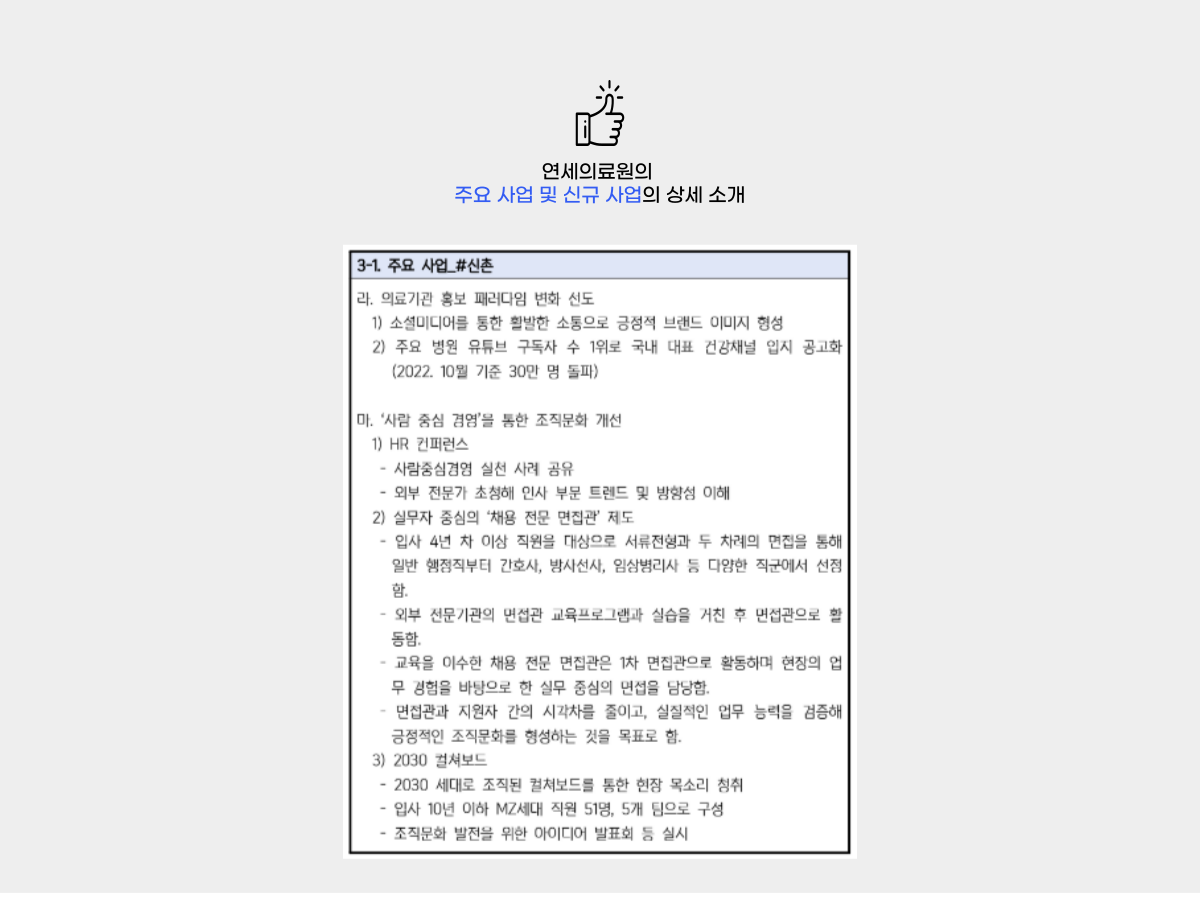 연세의료원의
주요 사업 및 신규 사업의 상세 소개
3-1. 주요 사업_#신촌
라. 의료기관 홍보 패러다임 변화 선도
1) 소셜미디어를 통한 활발한 소통으로 긍정적 브랜드 이미지 형성
2) 주요 병원 유튜브 구독자 수 1위로 국내 대표 건강채널 입지 공고화
(2022. 10월 기준 30만 명 돌파)
마. ‘사람 중심 경영’을 통한 조직문화 개선
1) HR 컨퍼런스
- 사람중심경영 실천 사례 공유
- 외부 전문가 초청해 인사 부문 트렌드 및 방향성 이해
2) 실무자 중심의 ‘채용 전문 면접관’ 제도
- 입사 4년 차 이상 직원을 대상으로 서류전형과 두 차례의 면접을 통해
일반 행정직부터 간호사, 방사선사, 임상병리사 등 다양한 직군에서 선정
함.
- 외부 전문기관의 면접관 교육프로그램과 실습을 거친 후 면접관으로 활
동함.
- 교육을 이수한 채용 전문 면접관은 1차 면접관으로 활동하며 현장의 업
무 경험을 바탕으로 한 실무 중심의 면접을 담당함.
- 면접관과 지원자 간의 시각차를 줄이고, 실질적인 업무 능력을 검증해
긍정적인 조직문화를 형성하는 것을 목표로 함.
3) 2030 컬쳐보드
- 2030 세대로 조직된 컬쳐보드를 통한 현장 목소리 청취
- 입사 10년 이하 MZ세대 직원 51명, 5개 팀으로 구성
- 조직문화 발전을 위한 아이디어 발표회 등 실시